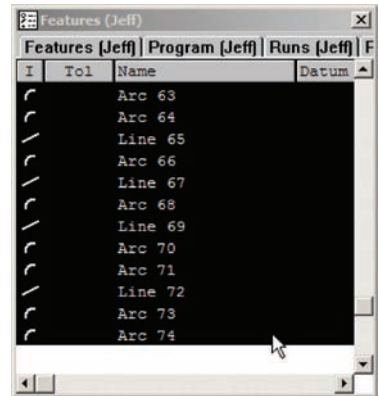 Features (Jeff)
Features (Jeff) Program (Jeff) Runs (Jeff) F
I Tol Name Datum
Arc 63
Arc 64
Line 65
Arc 66
Line 67
Arc 68
Line 69
Arc 70
Arc 71
Line 72
Arc 73
Arc 74